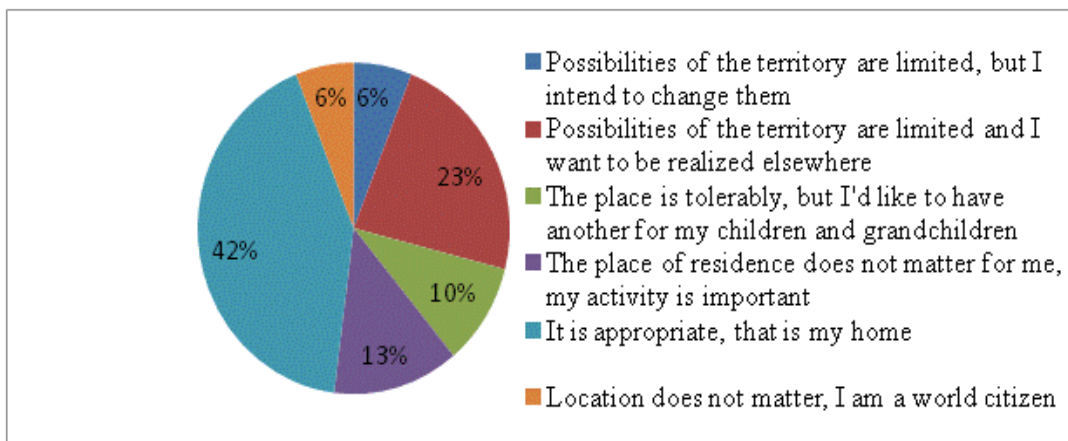 6%
6%
23%
42%
10%
13%
Possibilities of the territory are limited, but I
intend to change them
Possibilities of the territory are limited and I
want to be realized elsewhere
The place is tolerably, but I'd like to have
another for my children and grandchildren
The place of residence does not matter for me,
my activity is important
It is appropriate, that is my home
Location does not matter, I am a world citizen